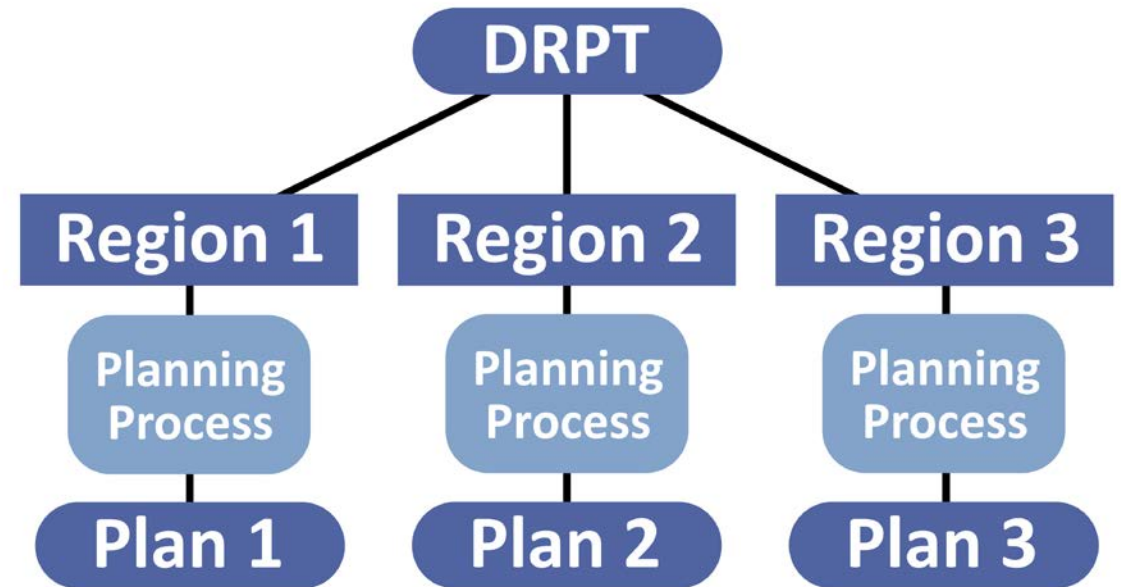 DRPT
Region 1
Region 2
Region 3
Planning
Process
Planning
Process
Planning
Process
Plan 1
Plan 2
Plan 3